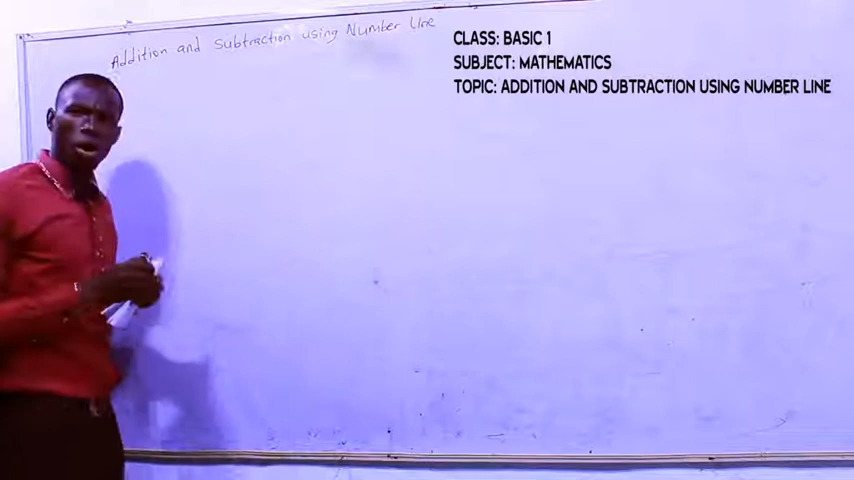 Addition and Subtraction using Number Line
CLASS: BASIC 1
SUBJECT: MATHEMATICS
TOPIC: ADDITION AND SUBTRACTION USING NUMBER LINE